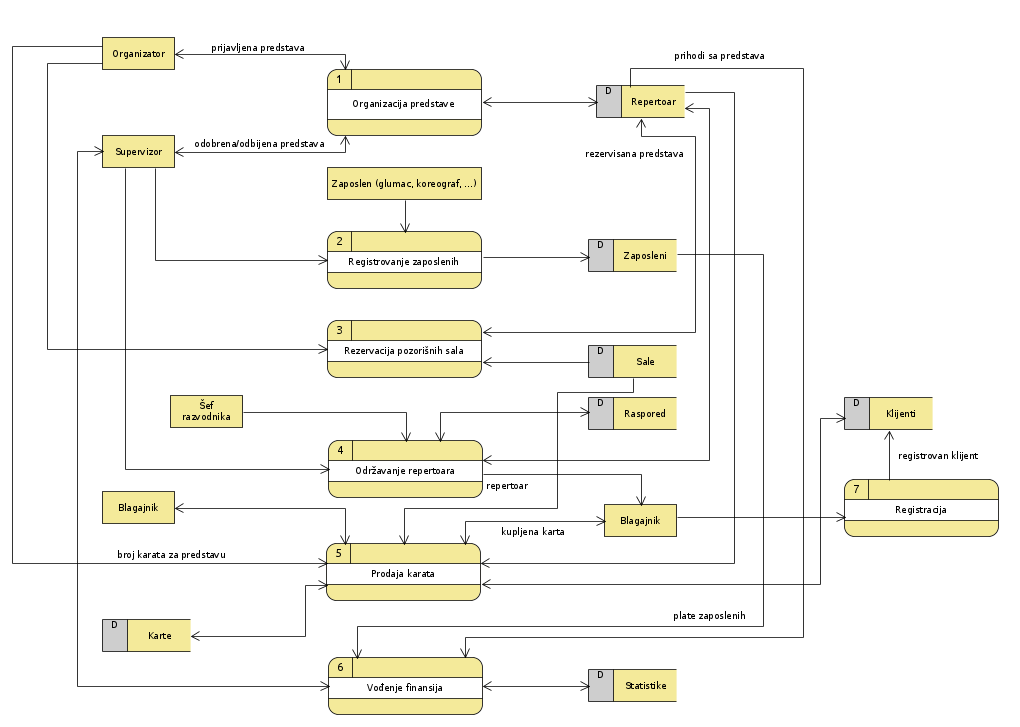 prijavljena predstava
prihodi sa predstava
Organizator
1
Organizacija predstave
D
Repertoar
odobrena/odbijena predstava
Supervizor
rezervisana predstava
Zaposlen (glumac, koreograf, ...)
2
Registrovanje zaposlenih
D
Zaposleni
3
Rezervacija pozorišnih sala
D
Sale
Šef
razvodnika
D
Raspored
D
Klijenti
4
Održavanje repertoara
registrovan klijent
repertoar
7
Registracija
Blagajnik
Blagajnik
kupljena karta
broj karata za predstavu
5
Prodaja karata
plate zaposlenih
D
Karte
6
Vođenje finansija
D
Statistike